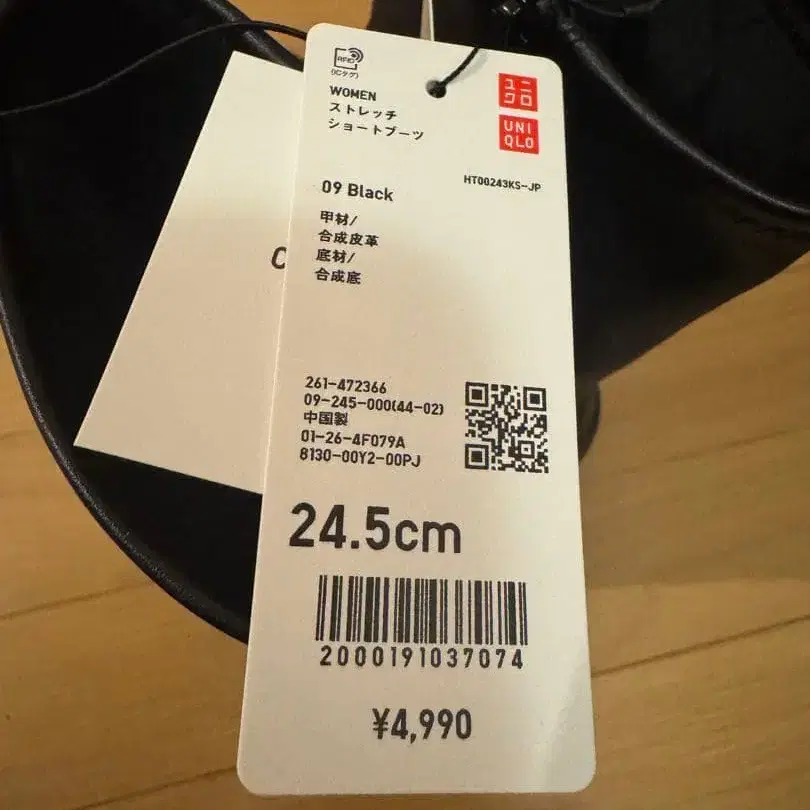 RFID
(ICタグ)
WOMEN
ストレッチ
ショートブーツ
ユニ
クロ
UNI
QLO
HT00243KS-JP
09 Black
甲材/
合成皮革
底材/
合成底
261-472366
09-245-000(44-02)
中国製
01-26-4F079A
8130-00Y2-00PJ
24.5cm
2000191037074
¥4,990